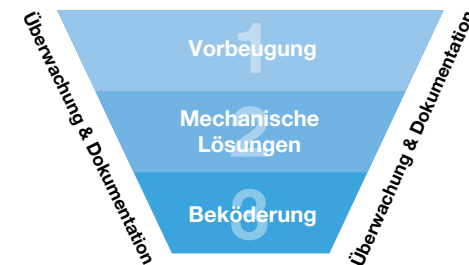 Überwachung & Dokumentation
1
Vorbeugung
2
Mechanische
Lösungen
3
Beköderung
Überwachung & Dokumentation